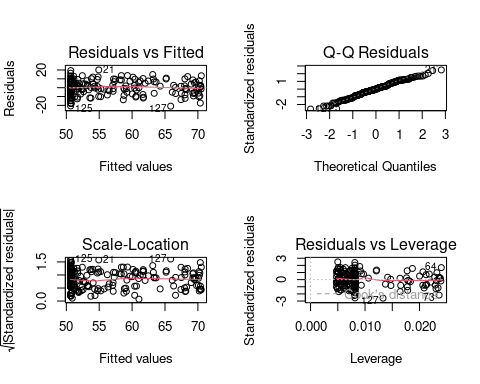 Residuals vs Fitted
Residuals
20
0
-20
21
125
127
50 55 60 65 70
Fitted values
Q-Q Residuals
Standardized residuals
1
-2
-3 -2 -1 0 1 2 3
Theoretical Quantiles
Scale-Location
√|Standardized residuals|
1.5
0.0
125 21 127
50 55 60 65 70
Fitted values
Residuals vs Leverage
Standardized residuals
3
0
-3
64
Cook's distance
127
73
0.000 0.010 0.020
Leverage